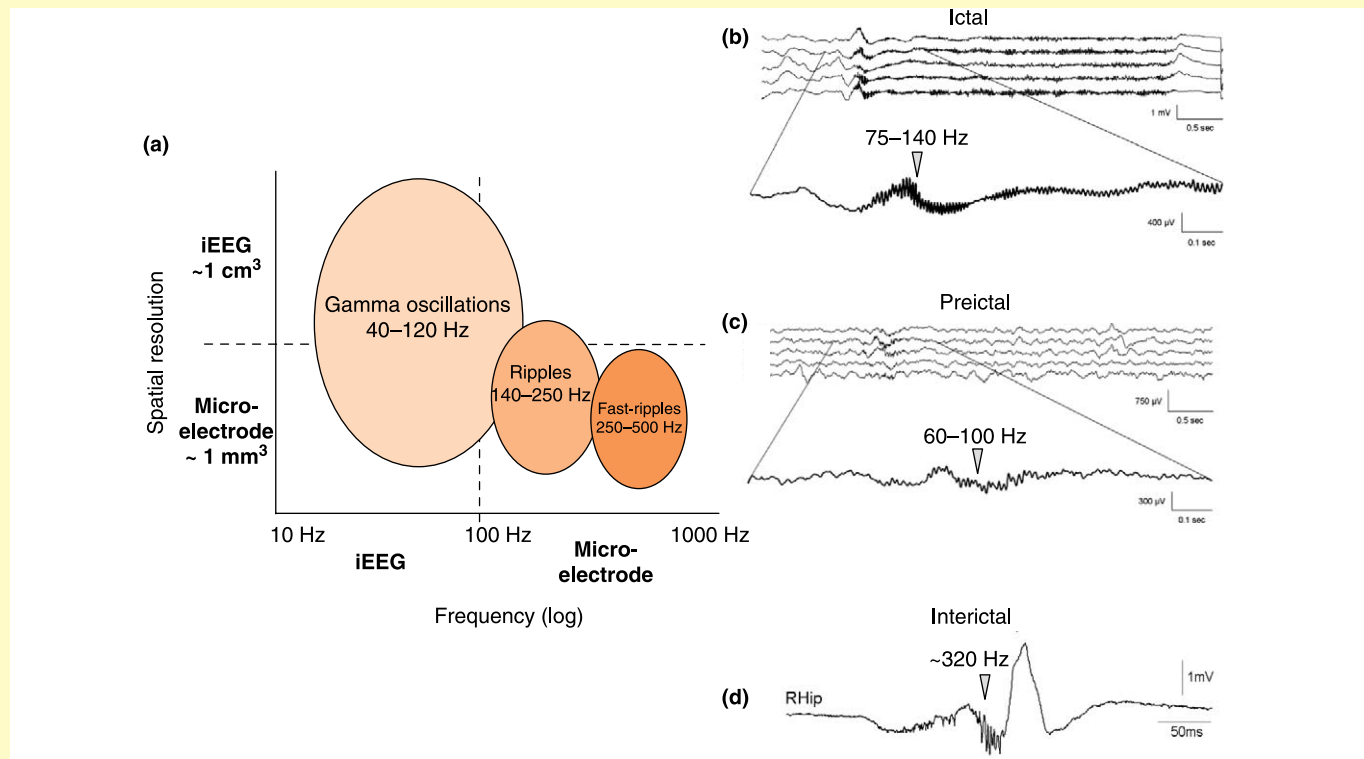 (a)
Spatial resolution
iEEG
~1 cm³
Micro-
electrode
~ 1 mm³
Gamma oscillations
40–120 Hz
Ripples
140–250 Hz
Fast-ripples
250–500 Hz
10 Hz
100 Hz
1000 Hz
iEEG
Micro-
electrode
Frequency (log)
Ictal
(b)
1 mV
0.5 sec
75–140 Hz
400 μV
0.1 sec
Preictal
(c)
750 μV
0.5 sec
60–100 Hz
300 μV
0.1 sec
Interictal
~320 Hz
(d)
RHip
1mV
50ms